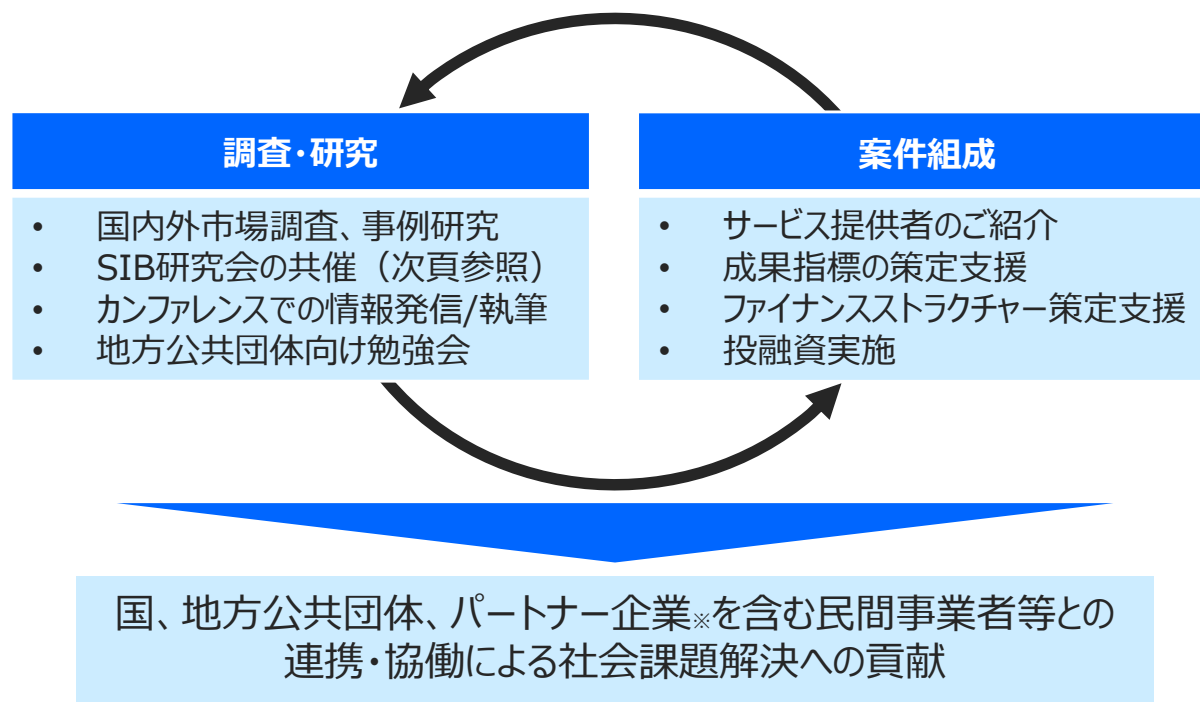 調査・研究
• 国内外市場調査、事例研究
• SIB研究会の共催（次頁参照）
• カンファレンスでの情報発信/執筆
• 地方公共団体向け勉強会
案件組成
• サービス提供者のご紹介
• 成果指標の策定支援
• ファイナンスストラクチャー策定支援
• 投融資実施
国、地方公共団体、パートナー企業※を含む民間事業者等との
連携・協働による社会課題解決への貢献